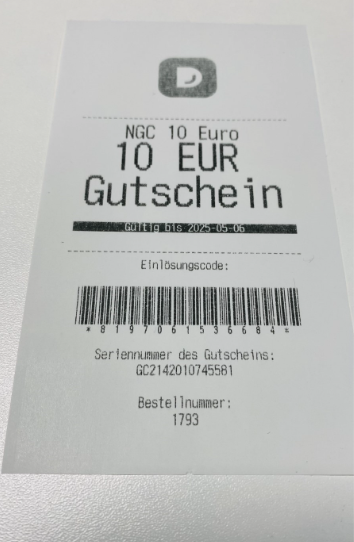 NGC 10 Euro
10 EUR
Gutschein
Gültig bis 2025-05-06
Einlösungscode:
*8197061536684*
Seriennummer des Gutscheins:
GC2142010745581
Bestellnummer:
1793